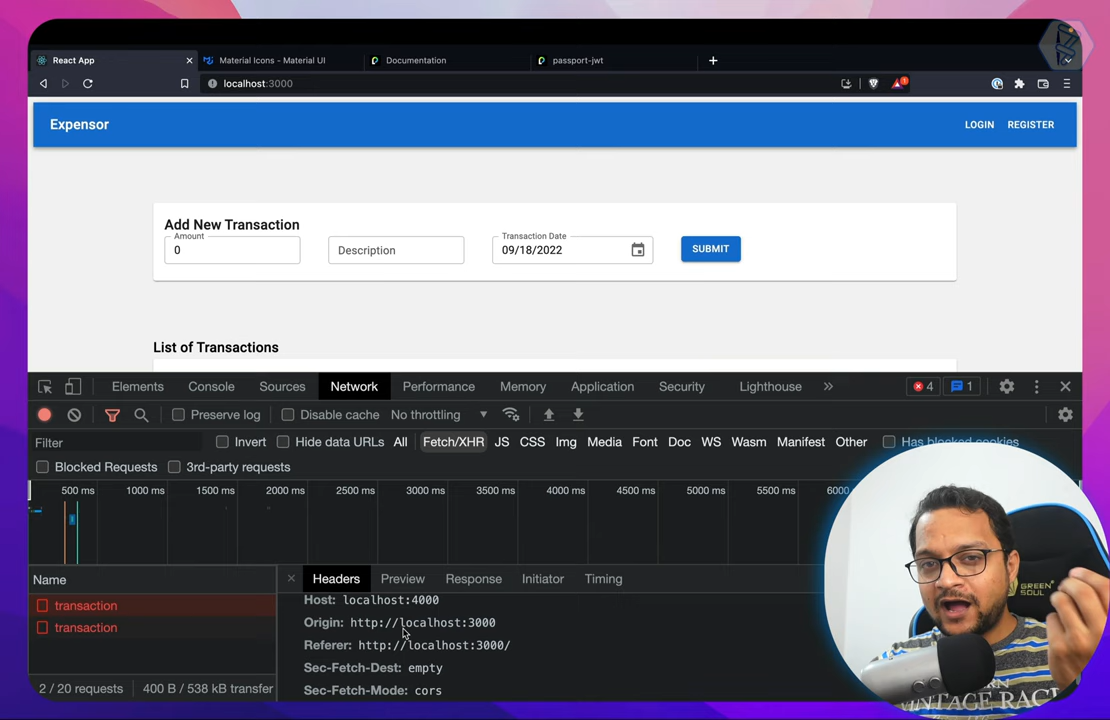 React App
Material Icons - Material UI
Documentation
passport-jwt
localhost:3000
1
Expensor
LOGIN
REGISTER
Add New Transaction
Amount
Transaction Date
0
Description
09/18/2022
SUBMIT
List of Transactions
Elements
Console
Sources
Network
Performance
Memory
Application
Security
Lighthouse
4
1
Preserve log
Disable cache
No throttling
Filter
Invert
Hide data URLs
All
Fetch/XHR
JS
CSS
Img
Media
Font
Doc
WS
Wasm
Manifest
Other
Has blocked cookies
Blocked Requests
3rd-party requests
500 ms
1000 ms
1500 ms
2000 ms
2500 ms
3000 ms
3500 ms
4000 ms
4500 ms
5000 ms
5500 ms
6000
Name
Headers
Preview
Response
Initiator
Timing
transaction
transaction
Host: localhost:4000
Origin: http://localhost:3000
Referer: http://localhost:3000/
Sec-Fetch-Dest: empty
Sec-Fetch-Mode: cors
2 / 20 requests
400 B / 538 kB transfer
GREEN
SOUL
VINTAGE RAC